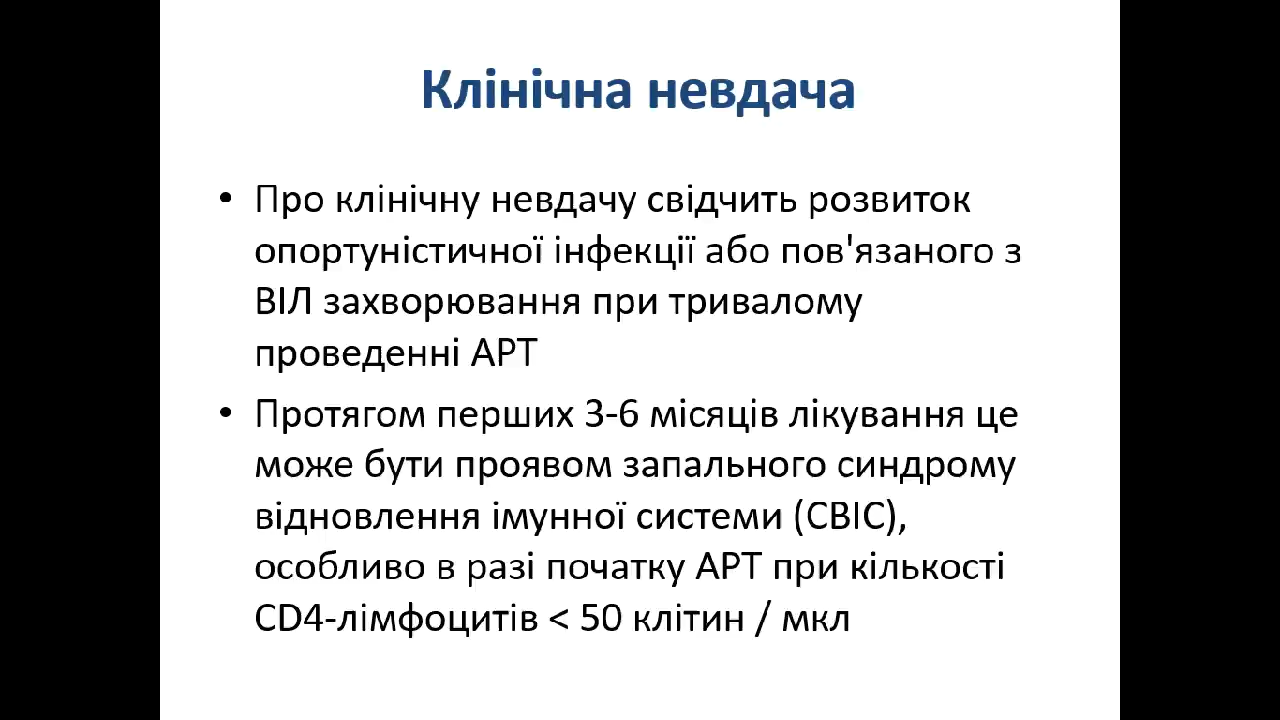 Клінічна невдача
• Про клінічну невдачу свідчить розвиток
опортуністичної інфекції або пов'язаного з
ВІЛ захворювання при тривалому
проведенні АРТ
• Протягом перших 3-6 місяців лікування це
може бути проявом запального синдрому
відновлення імунної системи (СВІС),
особливо в разі початку АРТ при кількості
CD4-лімфоцитів < 50 клітин / мкл